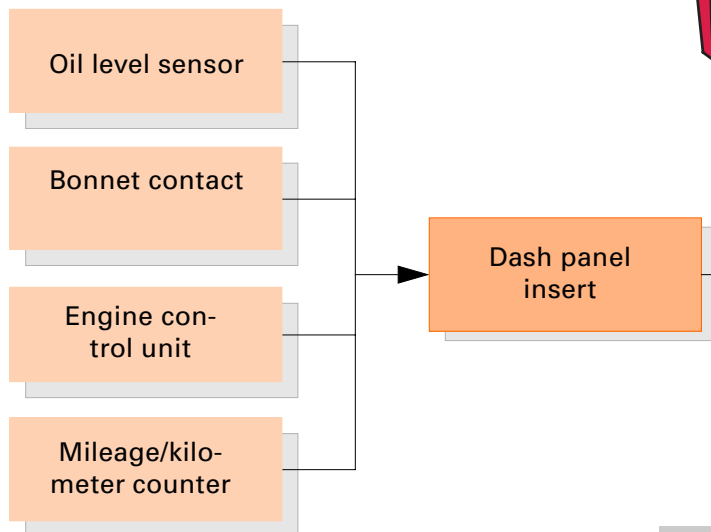 Oil level sensor
Bonnet contact
Engine con-
trol unit
Mileage/kilo-
meter counter
Dash panel
insert